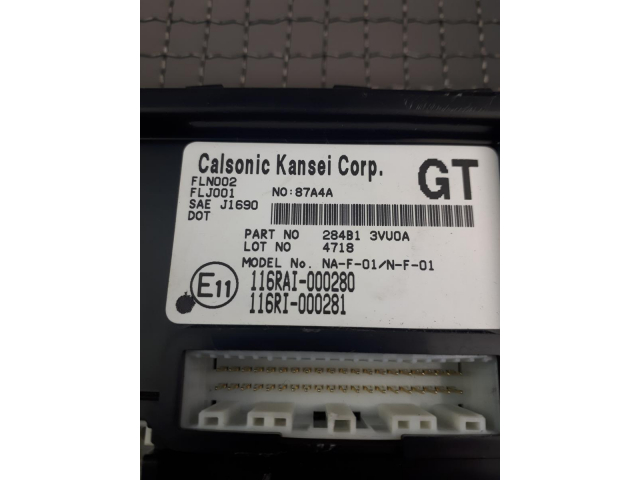 Calsonic Kansei Corp. GT
FLN002
FLJ001 NO:87A4A
SAE J1690
DOT
PART NO 284B1 3VU0A
LOT NO 4718
MODEL No. NA-F-01/N-F-01
E11 116RAI-000280
116RI-000281